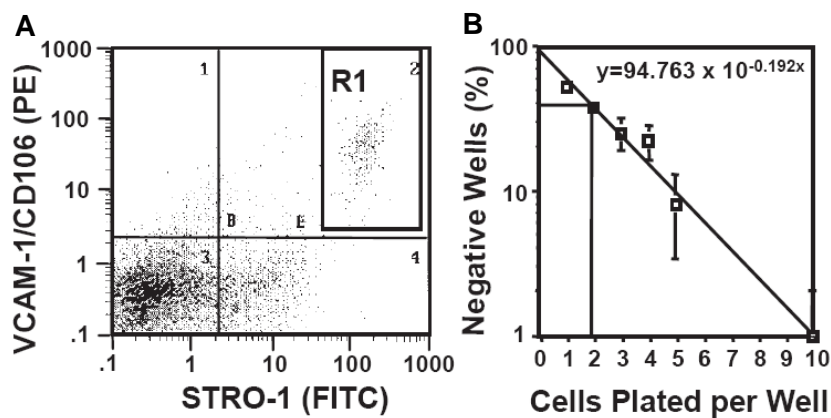 A
VCAM-1/CD106 (PE)
1000
100
10
1
.1
1
2
R1
B
E
3
4
.1
1
10
100
1000
STRO-1 (FITC)
B
Negative Wells (%)
100
10
1
y=94.763 x 10-0.192x
0 1 2 3 4 5 6 7 8 9 10
Cells Plated per Well